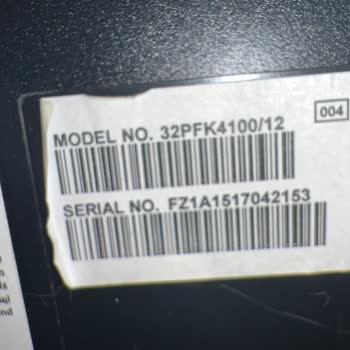 004
MODEL NO. 32PFK4100/12
SERIAL NO. FZ1A1517042153